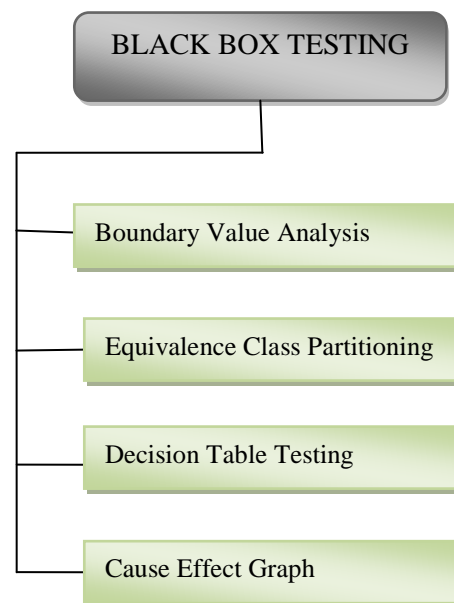 BLACK BOX TESTING
Boundary Value Analysis
Equivalence Class Partitioning
Decision Table Testing
Cause Effect Graph